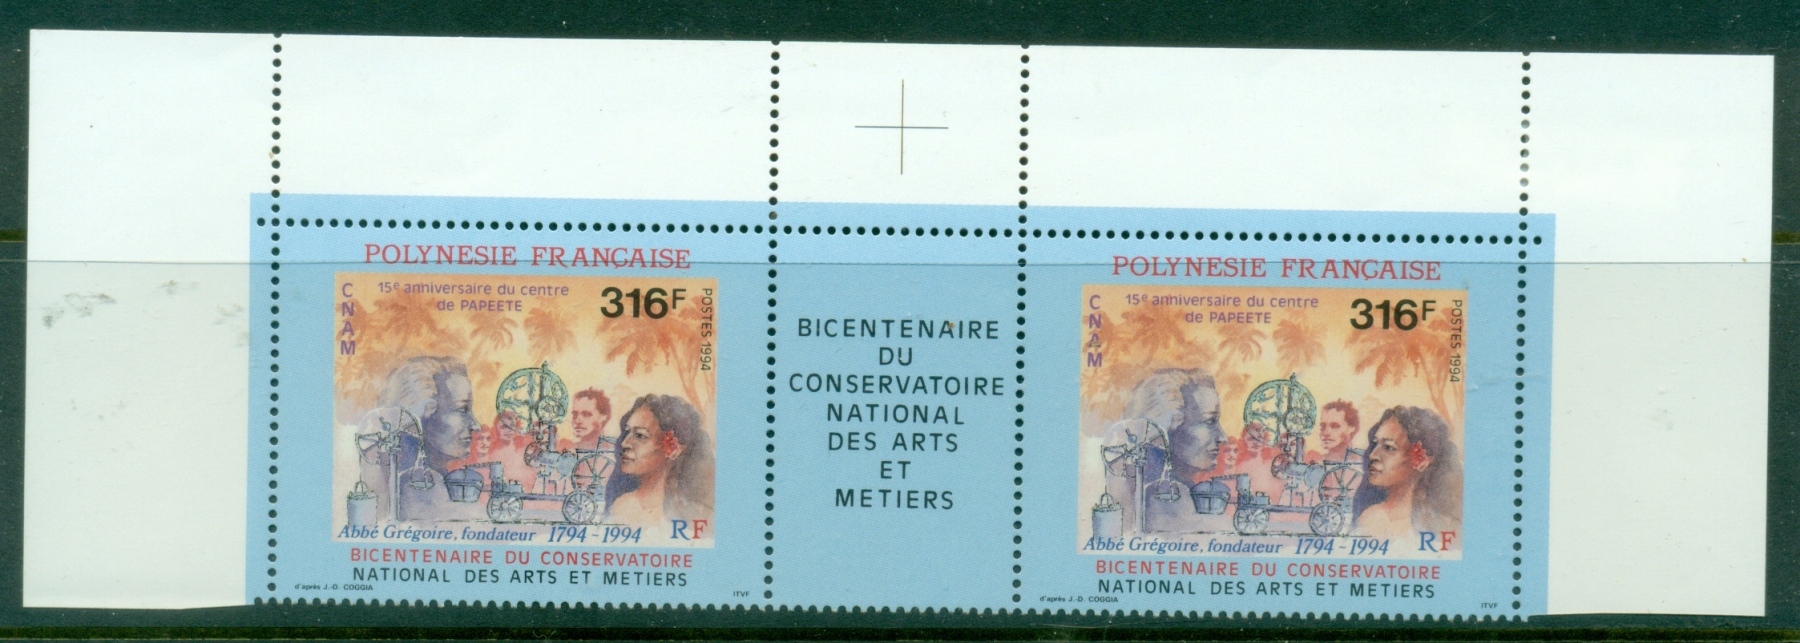 POLYNESIE FRANÇAISE
CNAM
15e anniversaire du centre
de PAPEETE
316F
POSTES 1994
Abbé Grégoire, fondateur 1794-1994
RF
BICENTENAIRE DU CONSERVATOIRE
NATIONAL DES ARTS ET METIERS
d'après J.-D. COGGIA
ITVF
BICENTENAIRE
DU
CONSERVATOIRE
NATIONAL
DES ARTS
ET
METIERS
POLYNESIE FRANÇAISE
CNAM
15e anniversaire du centre
de PAPEETE
316F
POSTES 1994
Abbé Grégoire, fondateur 1794-1994
RF
BICENTENAIRE DU CONSERVATOIRE
NATIONAL DES ARTS ET METIERS
d'après J.-D. COGGIA
ITVF